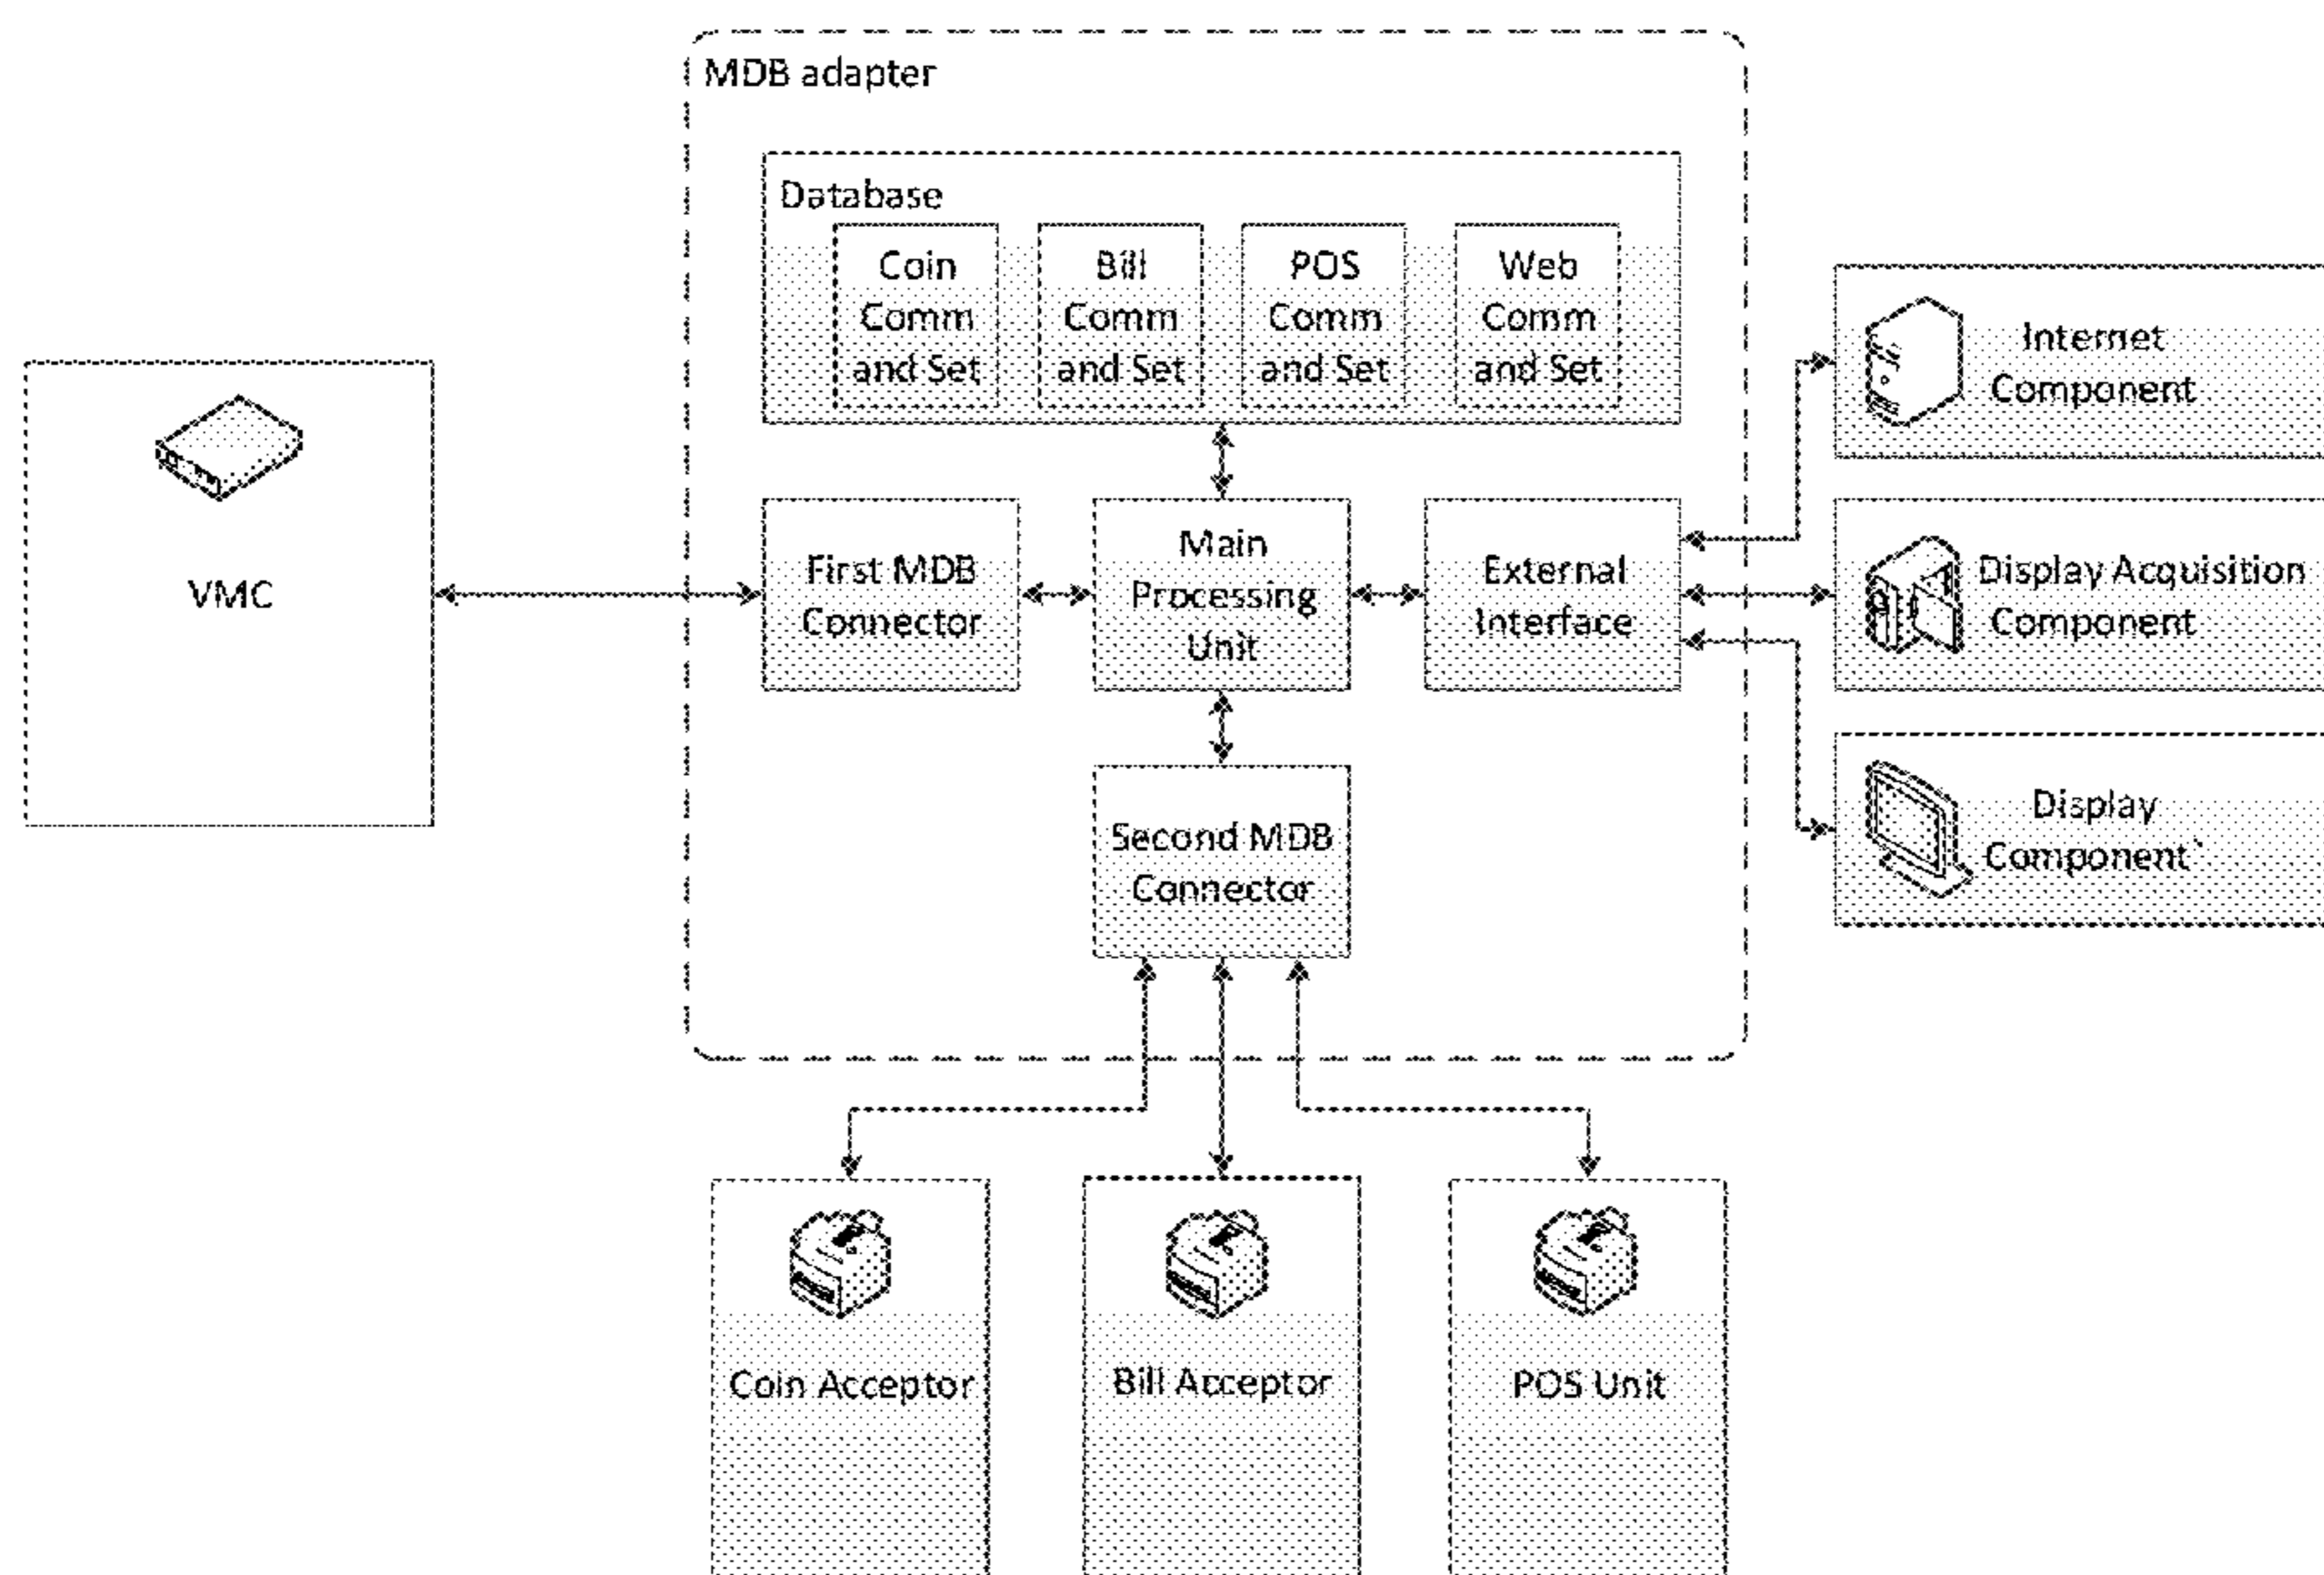 MDB adapter
Database
Coin
Comm
and Set
Bill
Comm
and Set
POS
Comm
and Set
Web
Comm
and Set
Internet
Component
VMC
First MDB
Connector
Main
Processing
Unit
External
Interface
Display Acquisition
Component
Second MDB
Connector
Display
Component`
Coin Acceptor
Bill Acceptor
POS Unit